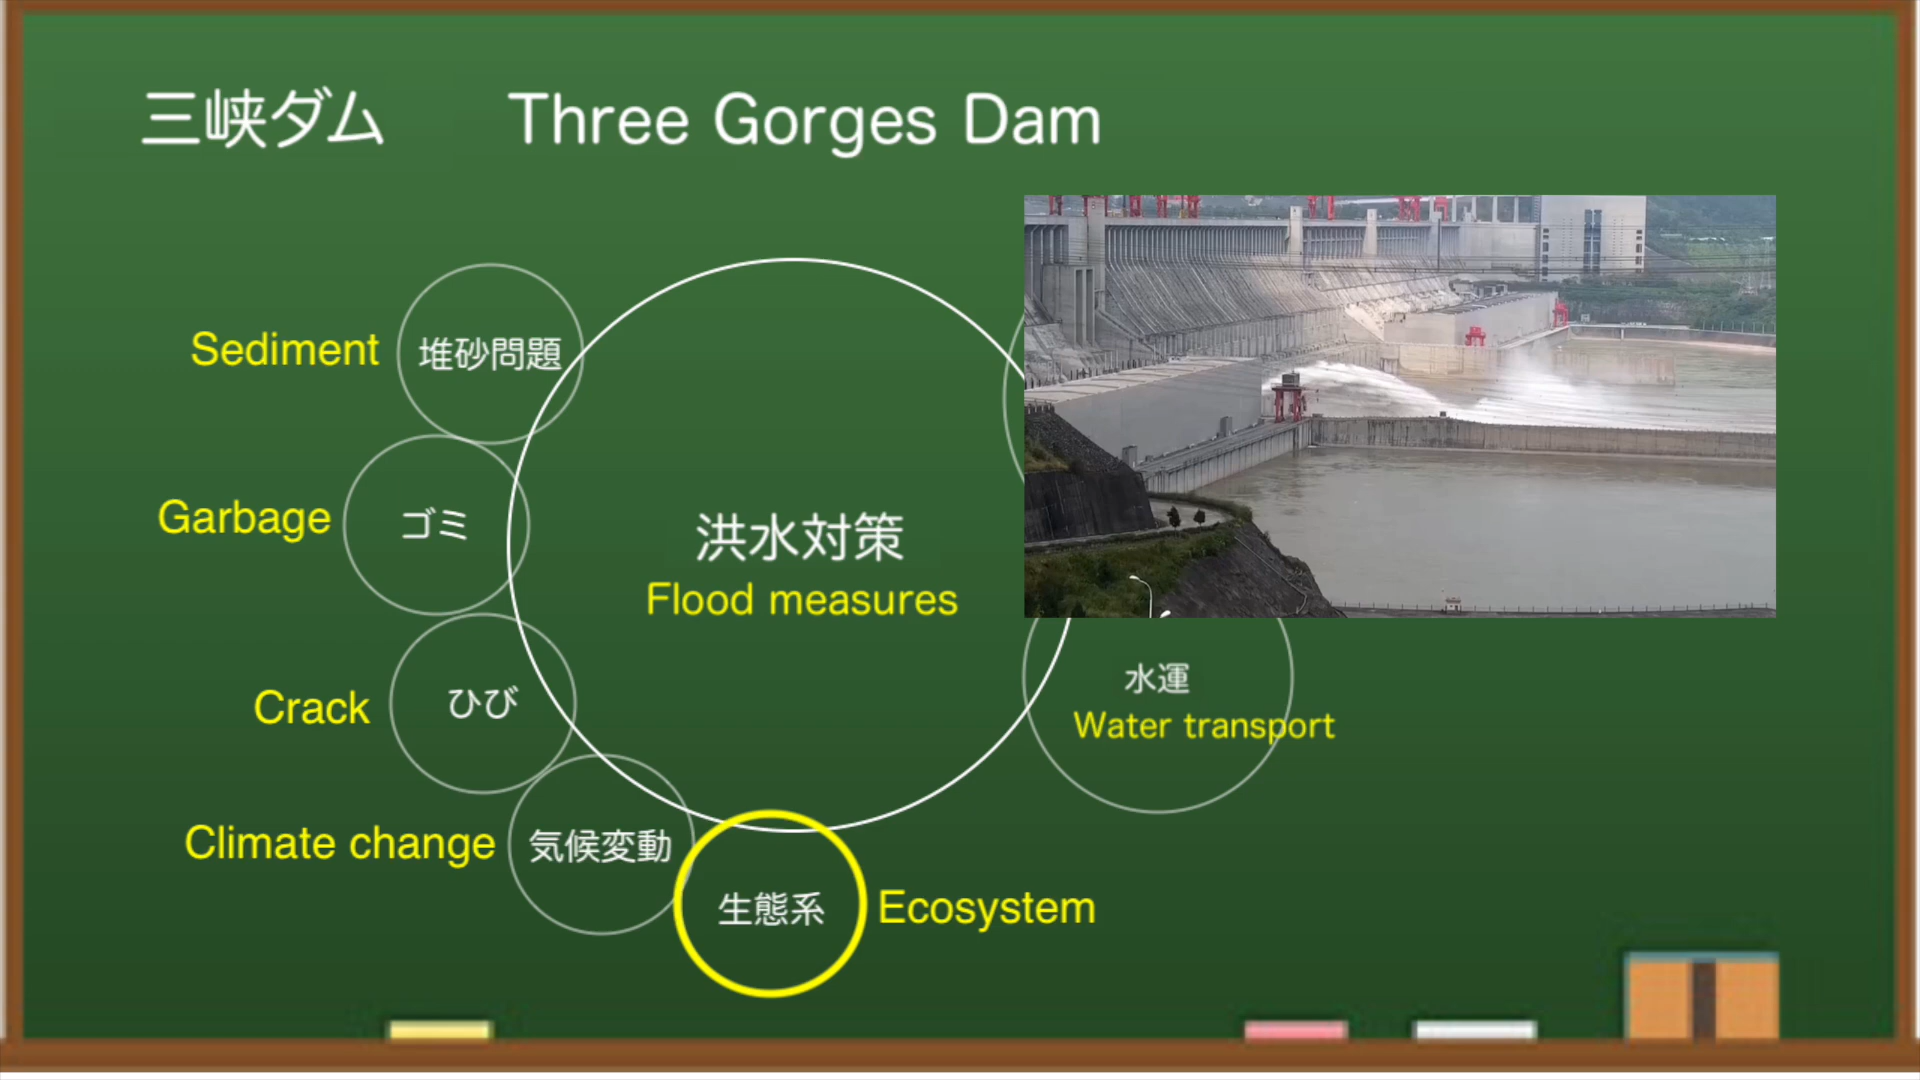 三峡ダム Three Gorges Dam
Sediment 堆砂問題
Garbage ゴミ
洪水対策
Flood measures
Crack ひび
水運
Water transport
Climate change 気候変動
生態系 Ecosystem